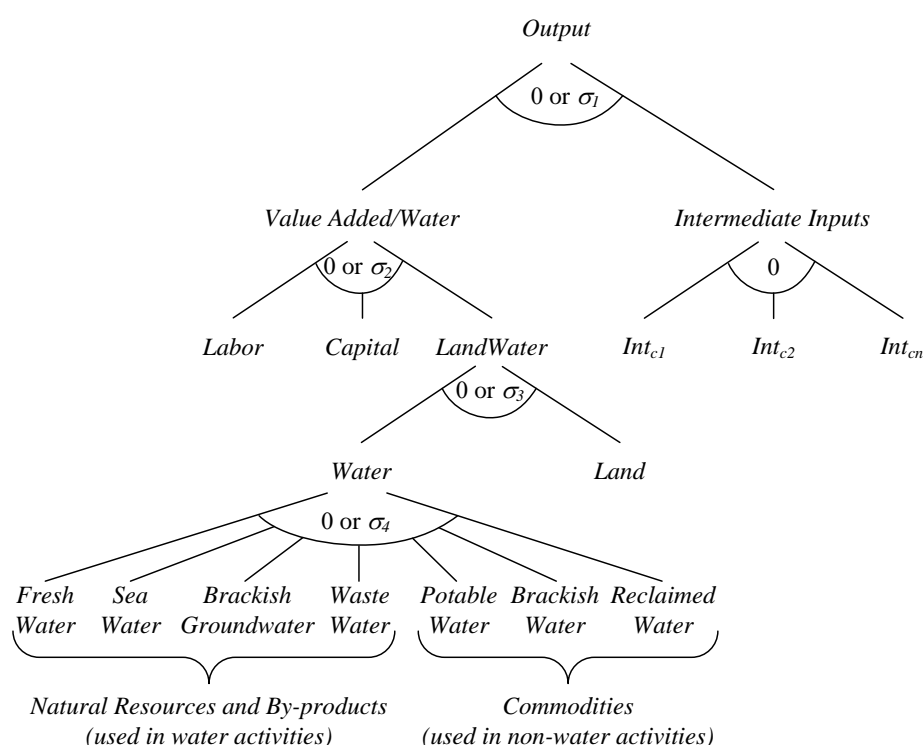 Output
0 or σ1
Value Added/Water Intermediate Inputs
0 or σ2 0
Labor Capital LandWater Intc1 Intc2 Intcn
0 or σ3
Water Land
0 or σ4
Fresh Sea Brackish Waste Potable Brackish Reclaimed
Water Water Groundwater Water Water Water Water
Natural Resources and By-products Commodities
(used in water activities) (used in non-water activities)